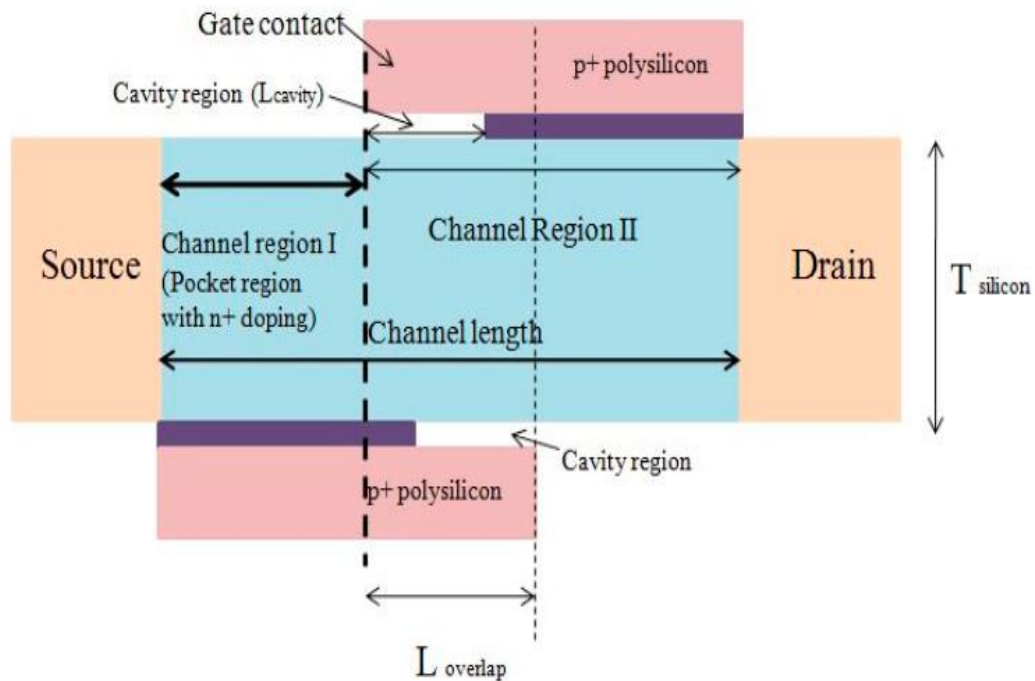 Gate contact
p+ polysilicon
Cavity region (Lcavity)
Channel region I
(Pocket region
with n+ doping)
Channel Region II
Source
Drain
T silicon
Channel length
Cavity region
p+ polysilicon
L overlap